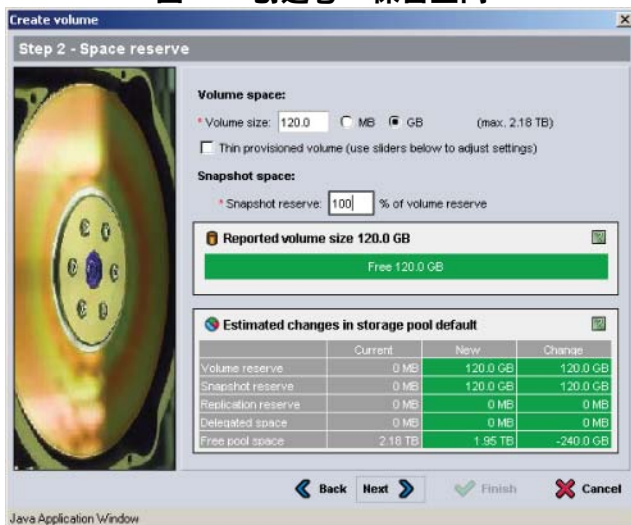 Create volume
Step 2 - Space reserve
Volume space:
* Volume size: 120.0 MB GB (max. 2.18 TB)
Thin provisioned volume (use sliders below to adjust settings)
Snapshot space:
* Snapshot reserve: 100 % of volume reserve
Reported volume size 120.0 GB
Free 120.0 GB
Estimated changes in storage pool default
Current New Change
Volume reserve 0 MB 120.0 GB 120.0 GB
Snapshot reserve 0 MB 120.0 GB 120.0 GB
Replication reserve 0 MB 0 MB 0 MB
Delegated space 0 MB 0 MB 0 MB
Free pool space 2.18 TB 1.95 TB -240.0 GB
Back Next Finish Cancel
Java Application Window